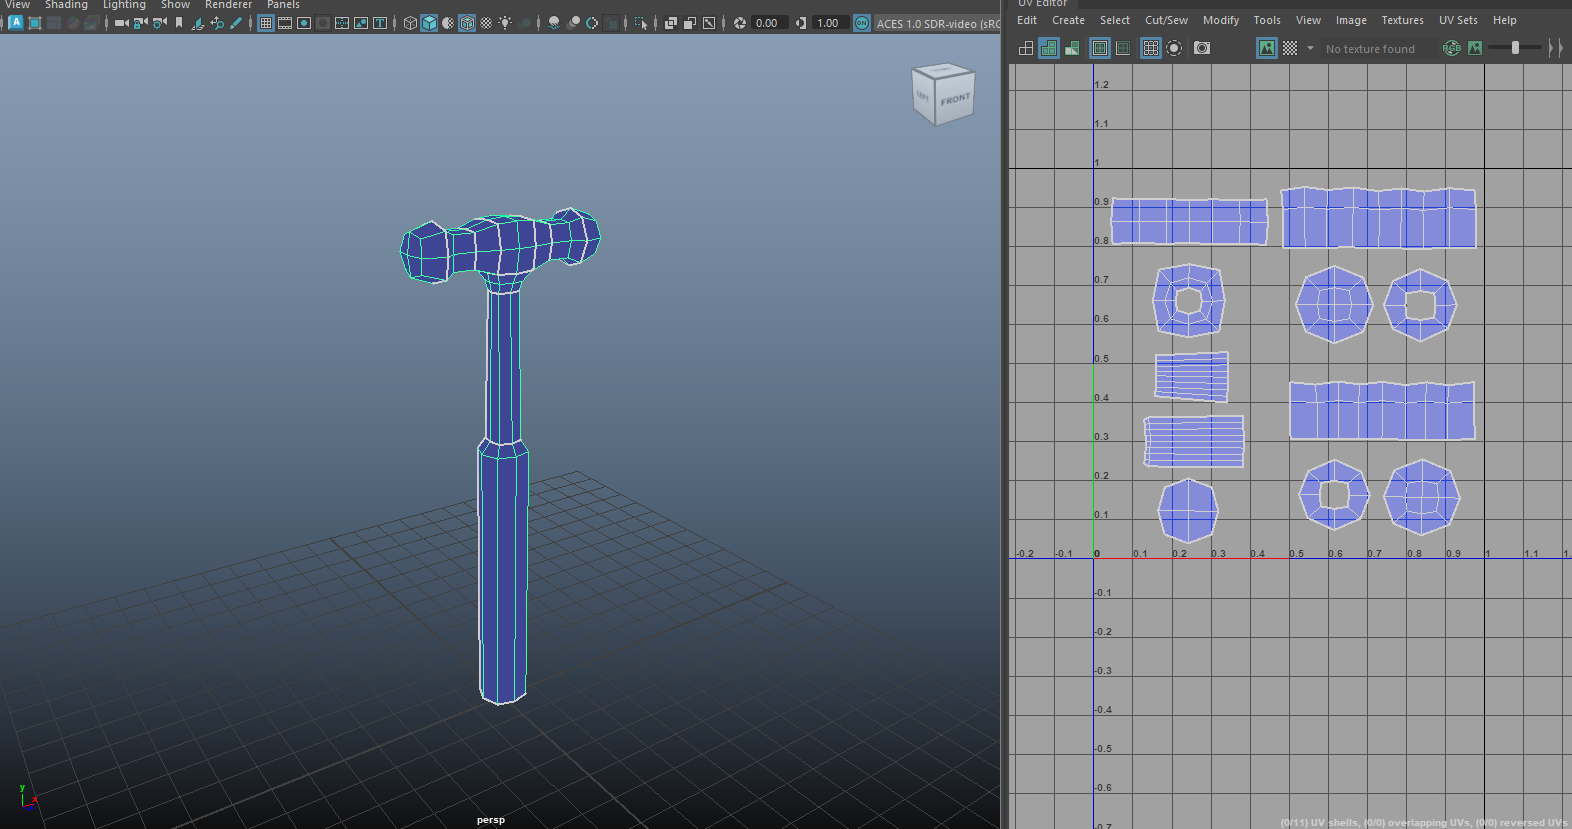 View Shading Lighting Show Renderer Panels
UV Editor
Edit Create Select Cut/Sew Modify Tools View Image Textures UV Sets Help
A
T
0.00
1.00
ON
ACES 1.0 SDR-video (sRG
No texture found
RGB
LEFT
FRONT
1.2
1.1
1
0.9
0.8
0.7
0.6
0.5
0.4
0.3
0.2
0.1
-0.2 -0.1 0 0.1 0.2 0.3 0.4 0.5 0.6 0.7 0.8 0.9 1 1.1 1.
-0.1
-0.2
-0.3
-0.4
-0.5
-0.6
-0.7
y
x
persp
(0/11) UV shells, (0/0) overlapping UVs, (0/0) reversed UVs